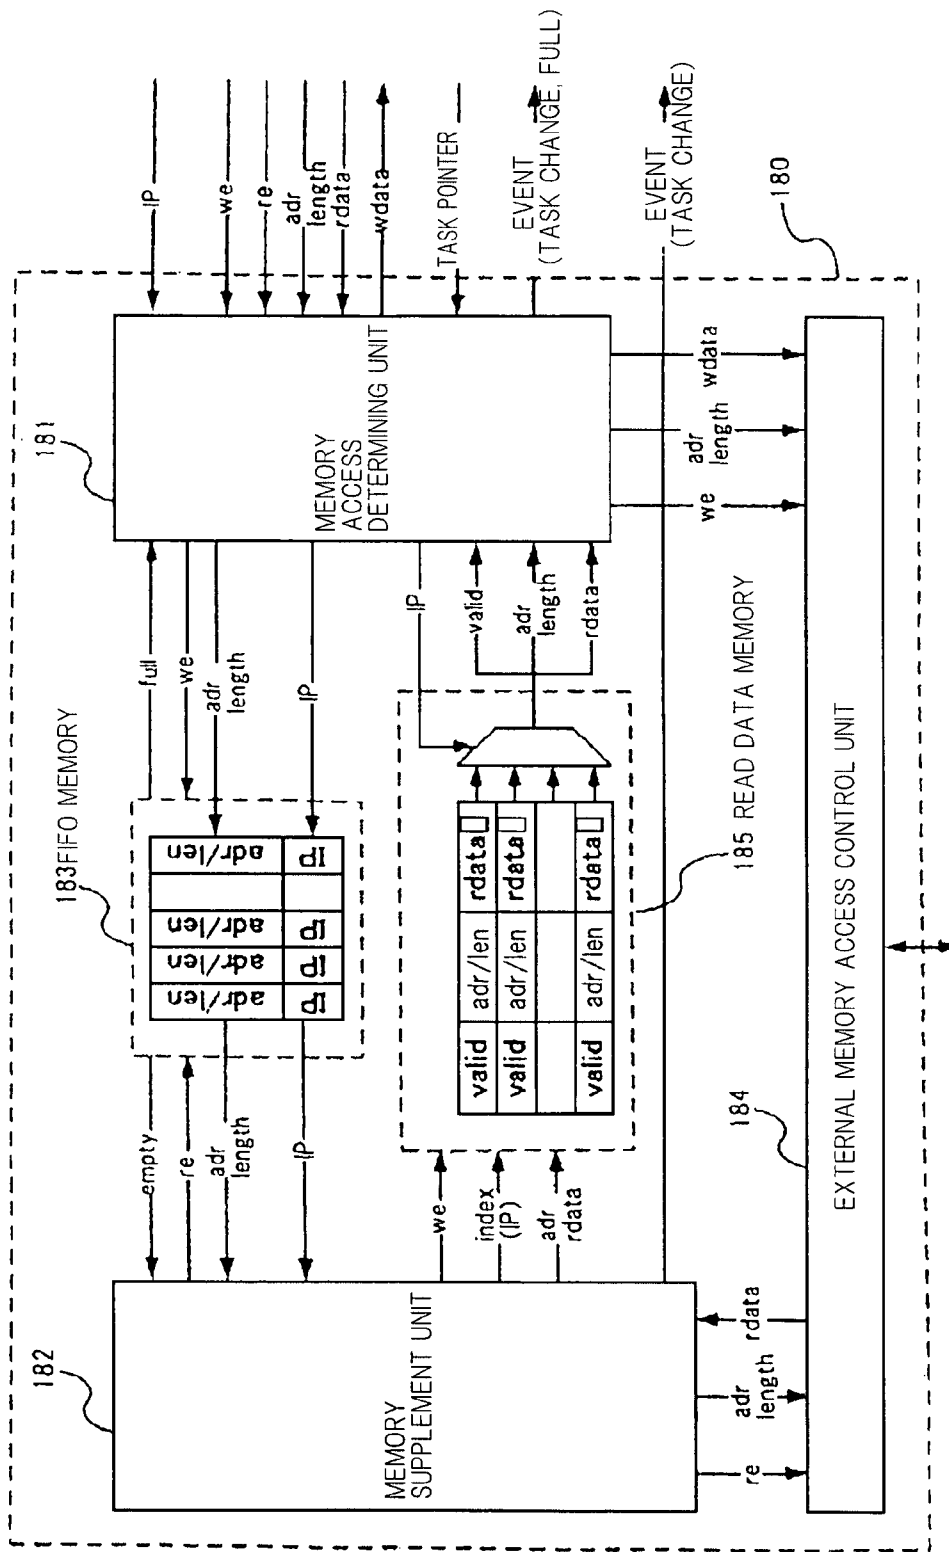 182
MEMORY
SUPPLEMENT UNIT
empty
re
adr
length
IP
we
index
(IP)
adr
rdata
re
adr
length
rdata
183 FIFO MEMORY
adr/len
adr/len
adr/len
adr/len
IP
IP
IP
IP
full
we
adr
length
IP
valid
adr/len
rdata
valid
adr/len
rdata
valid
adr/len
rdata
185 READ DATA MEMORY
IP
valid
adr
length
rdata
181
MEMORY
ACCESS
DETERMINING UNIT
we
adr
length
wdata
IP
we
re
adr
length
rdata
wdata
TASK POINTER
EVENT
(TASK CHANGE, FULL)
EVENT
(TASK CHANGE)
180
184
EXTERNAL MEMORY ACCESS CONTROL UNIT